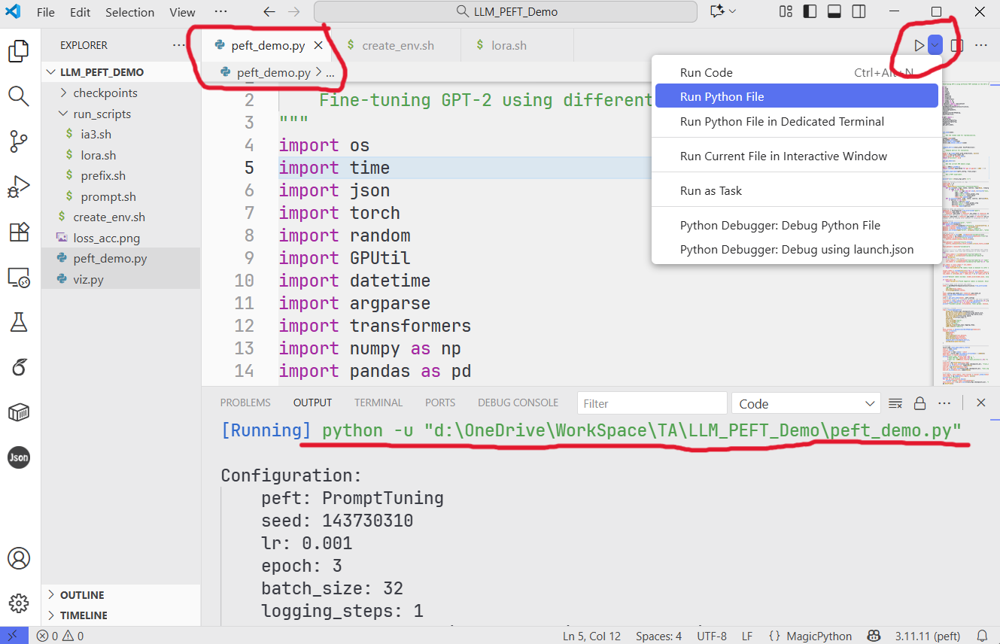 File Edit Selection View ··· LLM_PEFT_Demo
EXPLORER ···
peft_demo.py
create_env.sh
lora.sh
peft_demo.py > ...
LLM_PEFT_DEMO
checkpoints
run_scripts
$ ia3.sh
$ lora.sh
$ prefix.sh
$ prompt.sh
$ create_env.sh
loss_acc.png
peft_demo.py
viz.py
OUTLINE
TIMELINE
2 Fine-tuning GPT-2 using different
3 """
4 import os
5 import time
6 import json
7 import torch
8 import random
9 import GPUtil
10 import datetime
11 import argparse
12 import transformers
13 import numpy as np
14 import pandas as pd
Run Code Ctrl+Alt+N
Run Python File
Run Python File in Dedicated Terminal
Run Current File in Interactive Window
Run as Task
Python Debugger: Debug Python File
Python Debugger: Debug using launch.json
PROBLEMS OUTPUT TERMINAL PORTS DEBUG CONSOLE Filter Code
[Running] python -u "d:\OneDrive\WorkSpace\TA\LLM_PEFT_Demo\peft_demo.py"
Configuration:
peft: PromptTuning
seed: 143730310
lr: 0.001
epoch: 3
batch_size: 32
logging_steps: 1
Json
0 0 Ln 5, Col 12 Spaces: 4 UTF-8 LF {} MagicPython 3.11.11 (peft)